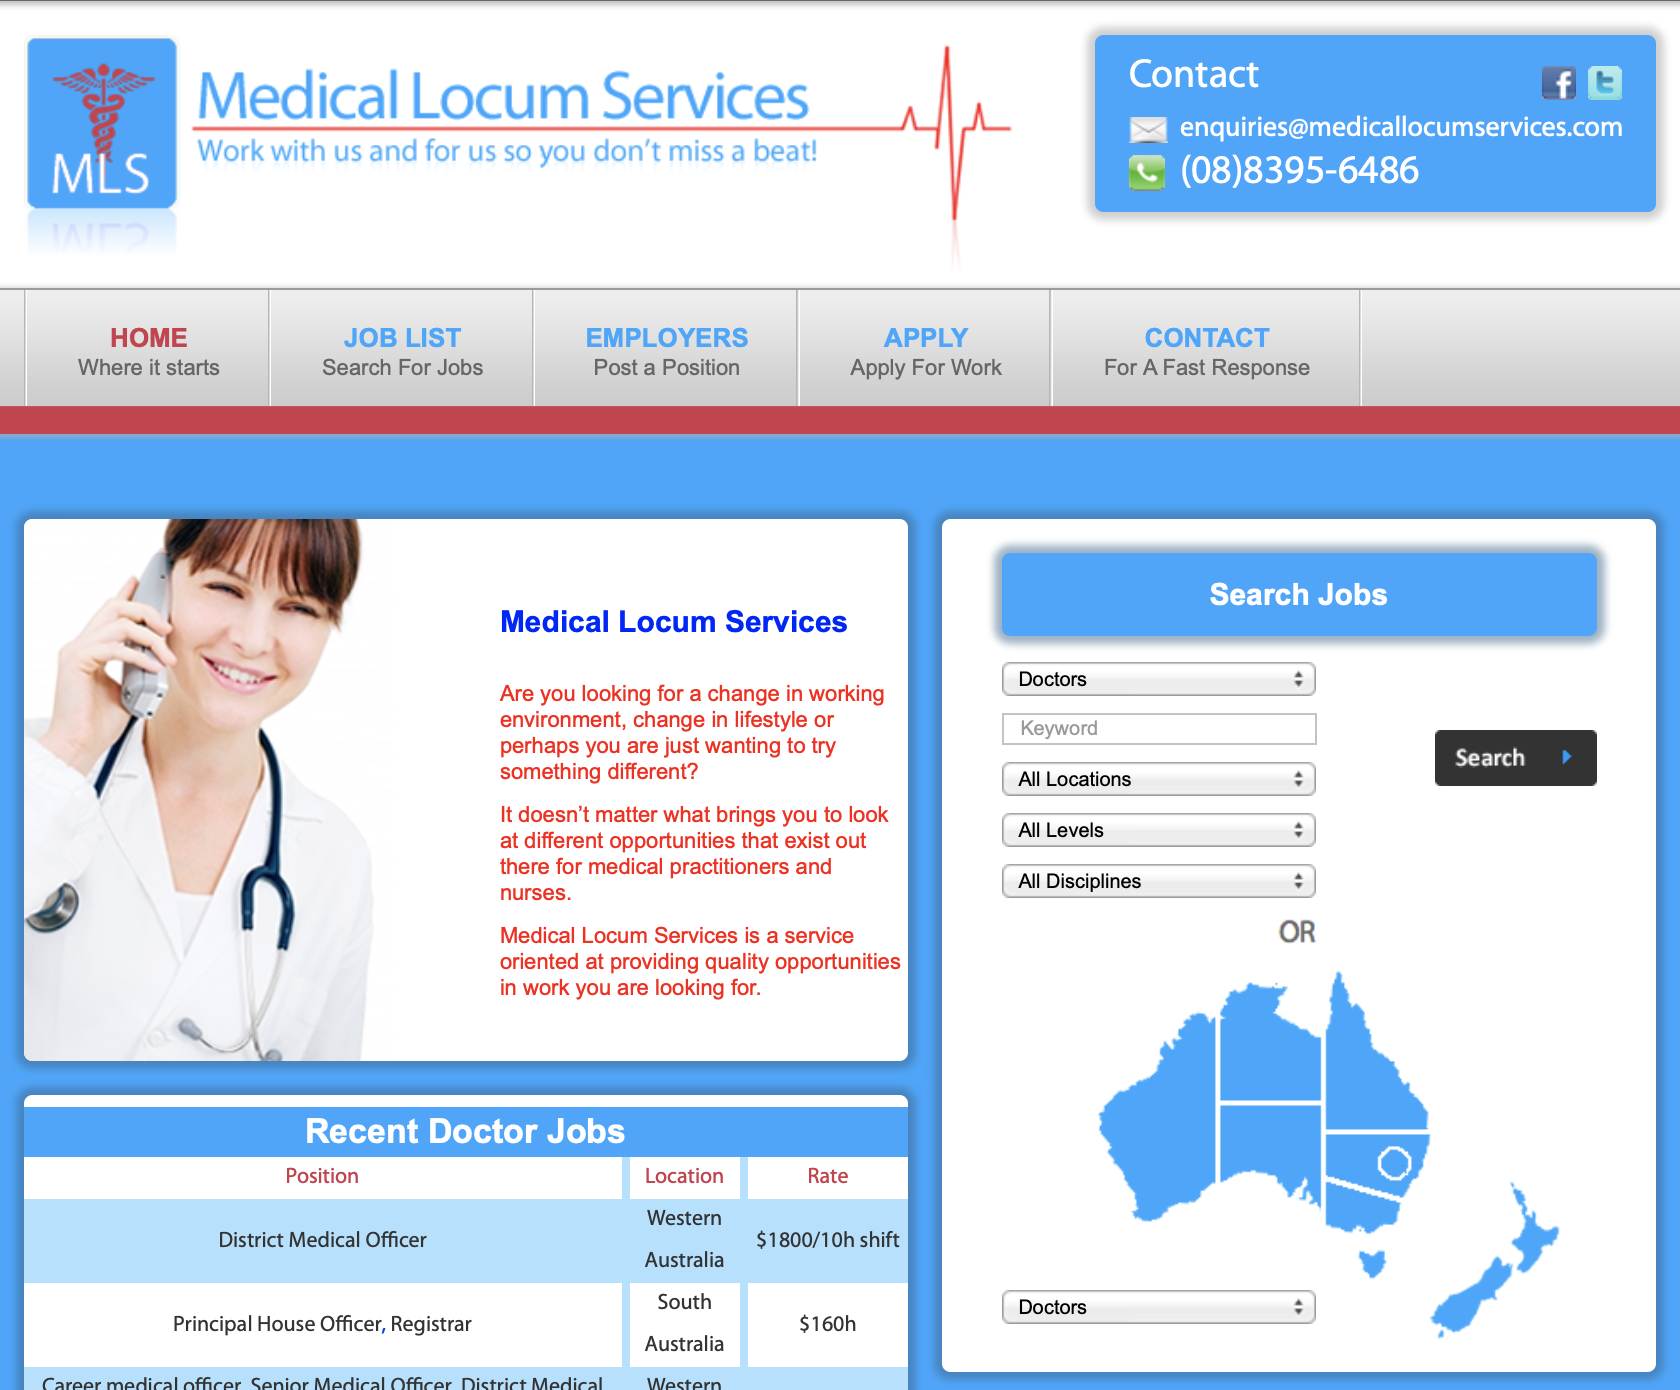 MLS
Medical Locum Services
Work with us and for us so you don't miss a beat!
Contact
enquiries@medicallocumservices.com
(08)8395-6486
HOME
Where it starts
JOB LIST
Search For Jobs
EMPLOYERS
Post a Position
APPLY
Apply For Work
CONTACT
For A Fast Response
Medical Locum Services
Are you looking for a change in working
environment, change in lifestyle or
perhaps you are just wanting to try
something different?
It doesn’t matter what brings you to look
at different opportunities that exist out
there for medical practitioners and
nurses.
Medical Locum Services is a service
oriented at providing quality opportunities
in work you are looking for.
Search Jobs
Doctors
Keyword
All Locations
All Levels
All Disciplines
Search
OR
Doctors
Recent Doctor Jobs
Position Location Rate
District Medical Officer
Western
Australia
$1800/10h shift
Principal House Officer, Registrar
South
Australia
$160h
Career medical officer, Senior Medical Officer, District Medical
Western